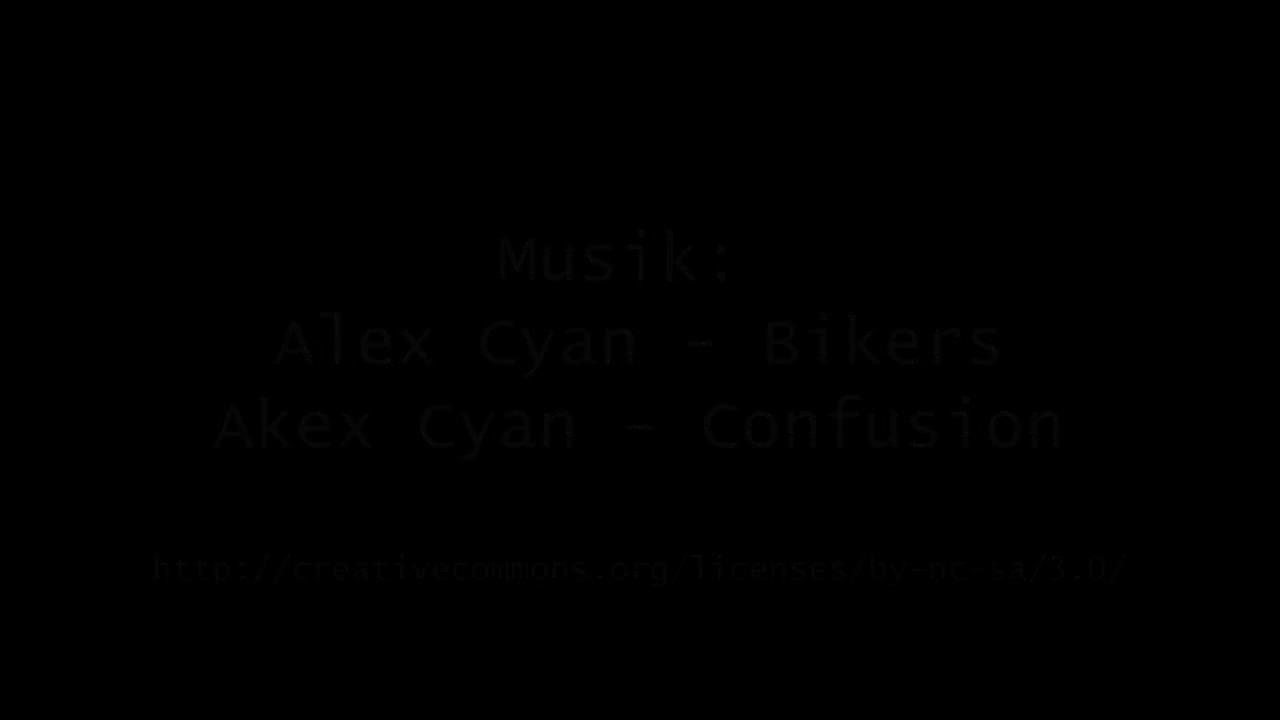 Musik:
Alex Cyan - Bikers
Akex Cyan - Confusion
http://creativecommons.org/licenses/by-nc-sa/3.0/